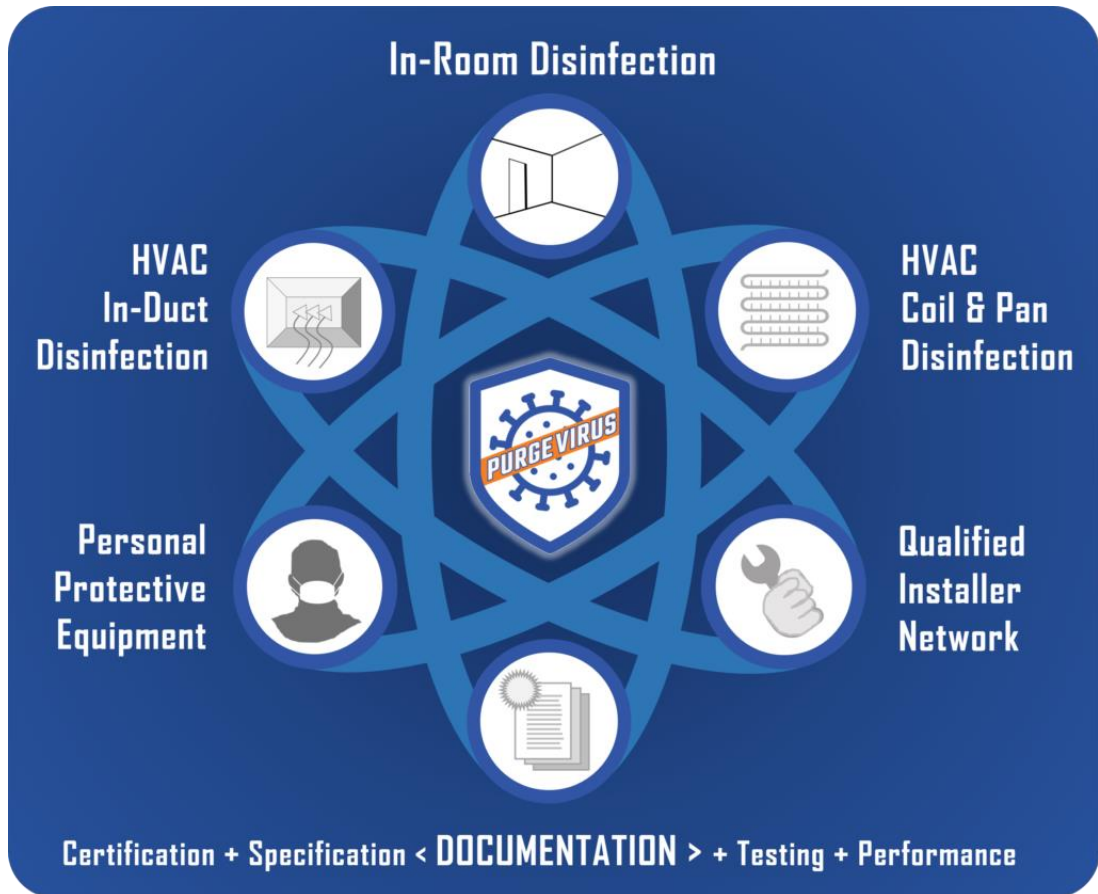 In-Room Disinfection
HVAC
In-Duct
Disinfection
HVAC
Coil & Pan
Disinfection
PURGE VIRUS
Personal
Protective
Equipment
Qualified
Installer
Network
Certification + Specification < DOCUMENTATION > + Testing + Performance